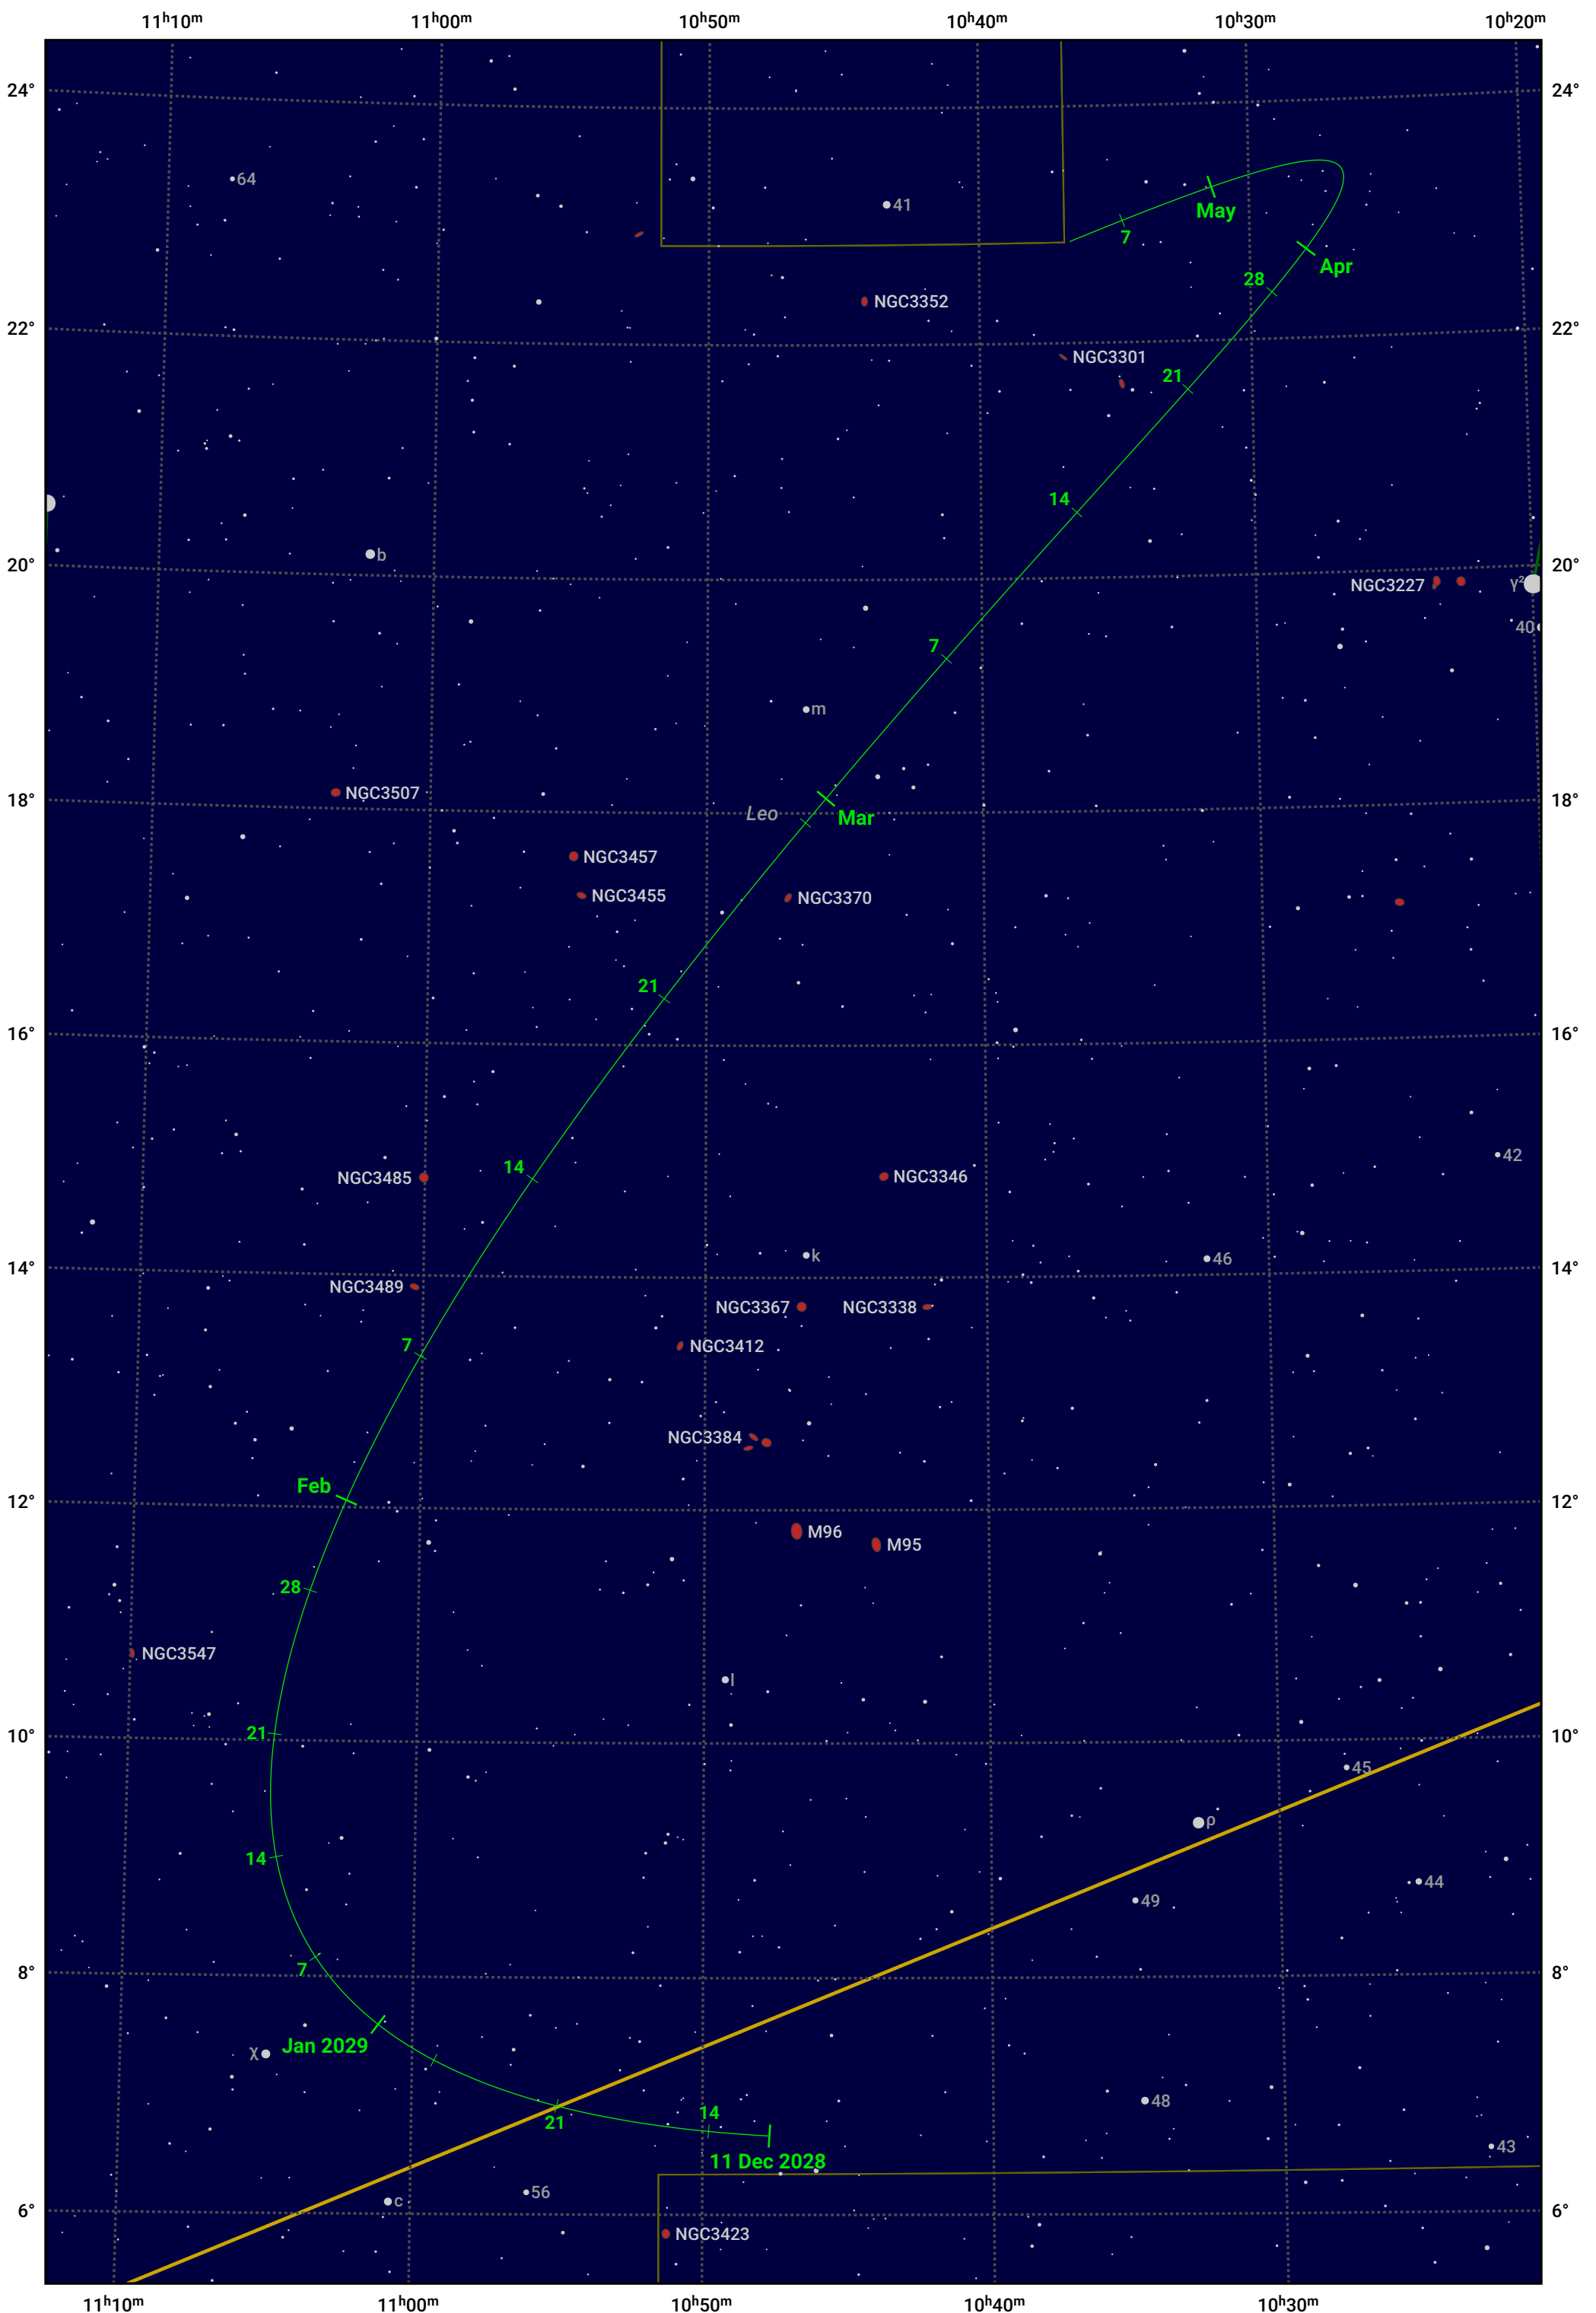 11ʰ10ᵐ 11ʰ00ᵐ 10ʰ50ᵐ 10ʰ40ᵐ 10ʰ30ᵐ 10ʰ20ᵐ
24° 24°
64
41
May
7
Apr
28
NGC3352
22° 22°
NGC3301
21
14
b
20° 20°
NGC3227 γ²
40
7
m
NGC3507
18° 18°
Leo Mar
NGC3457
NGC3455 NGC3370
21
16° 16°
42
14
NGC3485 NGC3346
k 46
14° 14°
NGC3489
NGC3367 NGC3338
7 NGC3412
NGC3384
Feb
12° 12°
M96
M95
28
NGC3547
l
21
10° 10°
45
ρ
14
44
49
7
8° 8°
Jan 2029
χ
48
14
21
43
11 Dec 2028
56
c
6° 6°
NGC3423
11ʰ10ᵐ 11ʰ00ᵐ 10ʰ50ᵐ 10ʰ40ᵐ 10ʰ30ᵐ